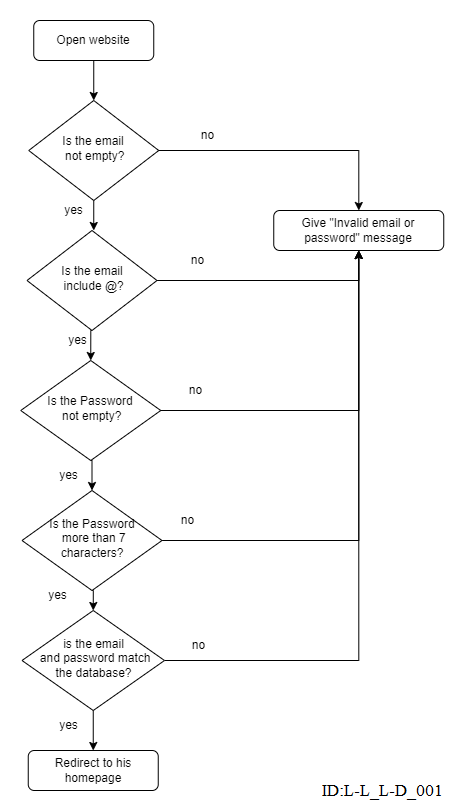 Open website
Is the email
not empty?
no
yes
Give "Invalid email or
password" message
Is the email
include @?
no
yes
Is the Password
not empty?
no
yes
Is the Password
more than 7
characters?
no
yes
is the email
and password match
the database?
no
yes
Redirect to his
homepage
ID:L-L_L-D_001